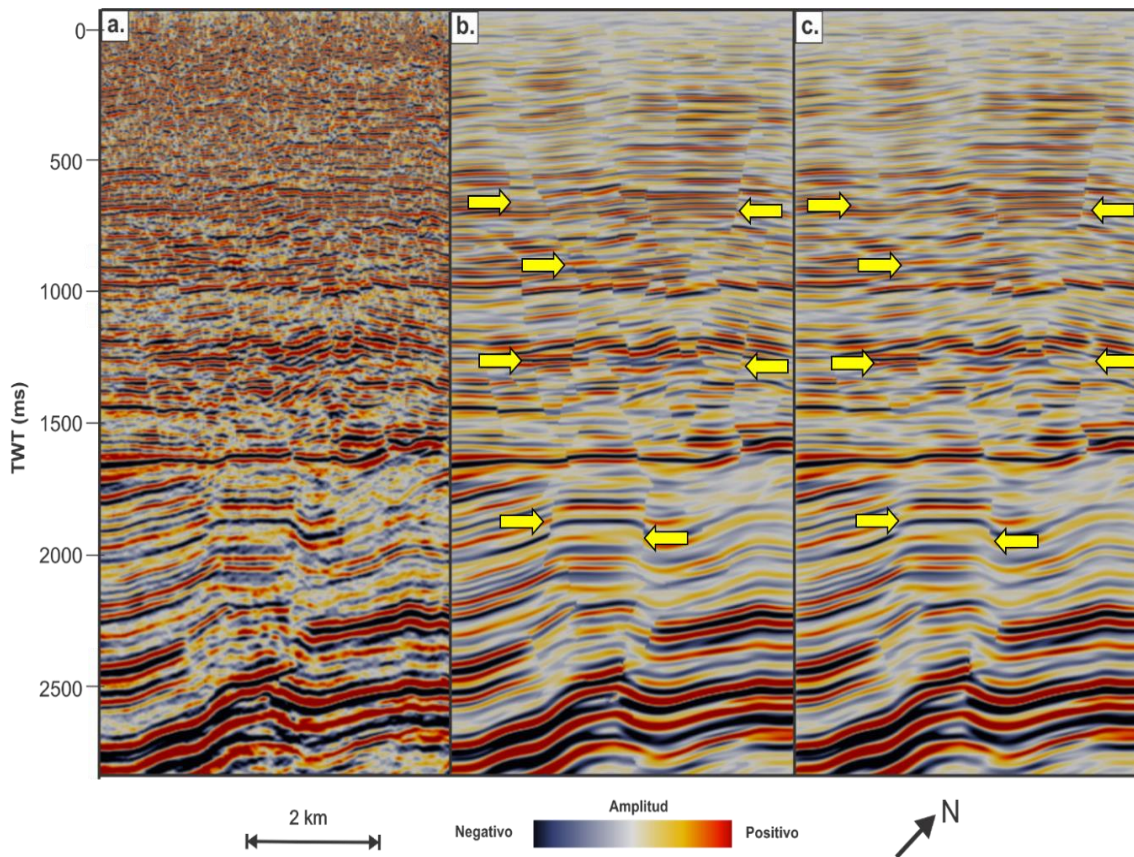 a.
b.
c.
0
500
1000
1500
2000
2500
TWT (ms)
2 km
Amplitud
Negativo
Positivo
N